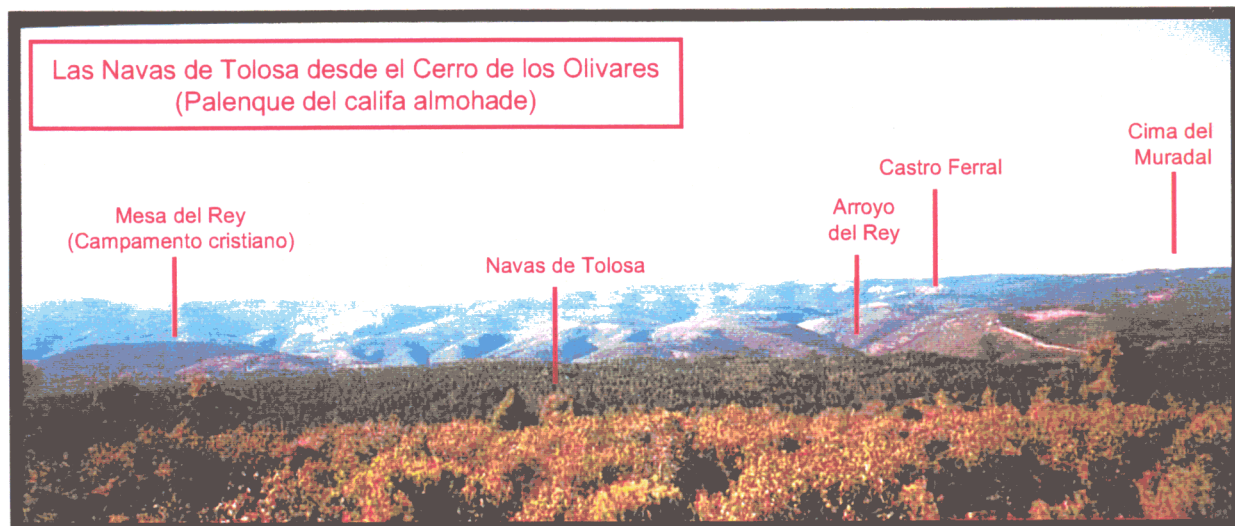 Las Navas de Tolosa desde el Cerro de los Olivares
(Palenque del califa almohade)
Cima del
Muradal
Castro Ferral
Arroyo
del Rey
Mesa del Rey
(Campamento cristiano)
Navas de Tolosa